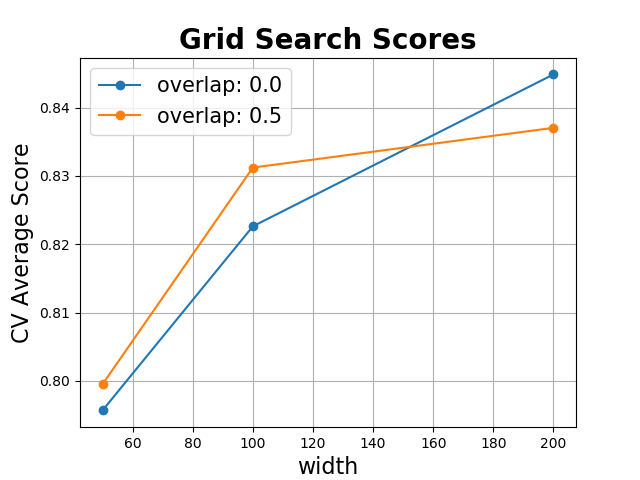 Grid Search Scores
overlap: 0.0
overlap: 0.5
CV Average Score
0.84
0.83
0.82
0.81
0.80
60 80 100 120 140 160 180 200
width